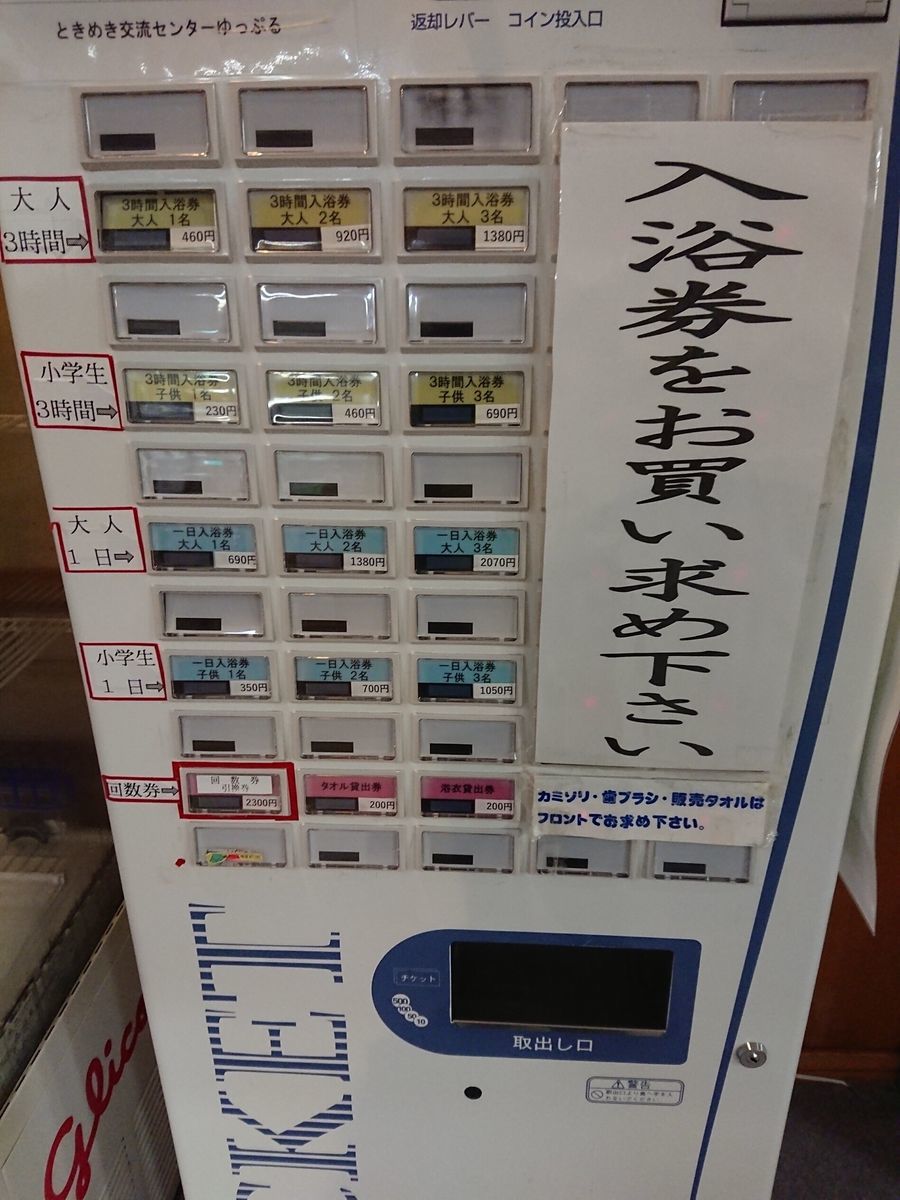 ときめき交流センターゆっぷる
返却レバー コイン投入口
大人
3時間⇨
3時間入浴券
大人 1名
460円
3時間入浴券
大人 2名
920円
3時間入浴券
大人 3名
1380円
小学生
3時間⇨
3時間入浴券
子供 1名
230円
3時間入浴券
子供 2名
460円
3時間入浴券
子供 3名
690円
大人
1日⇨
一日入浴券
大人 1名
690円
一日入浴券
大人 2名
1380円
一日入浴券
大人 3名
2070円
小学生
1日⇨
一日入浴券
子供 1名
350円
一日入浴券
子供 2名
700円
一日入浴券
子供 3名
1050円
回数券⇨
回数券
引換券
2300円
タオル貸出券
200円
浴衣貸出券
200円
入浴券をお買い求め下さい
カミソリ・歯ブラシ・販売タオルは
フロントでお求め下さい。
チケット
500
100
50
10
取出し口
警告
CKET
glico